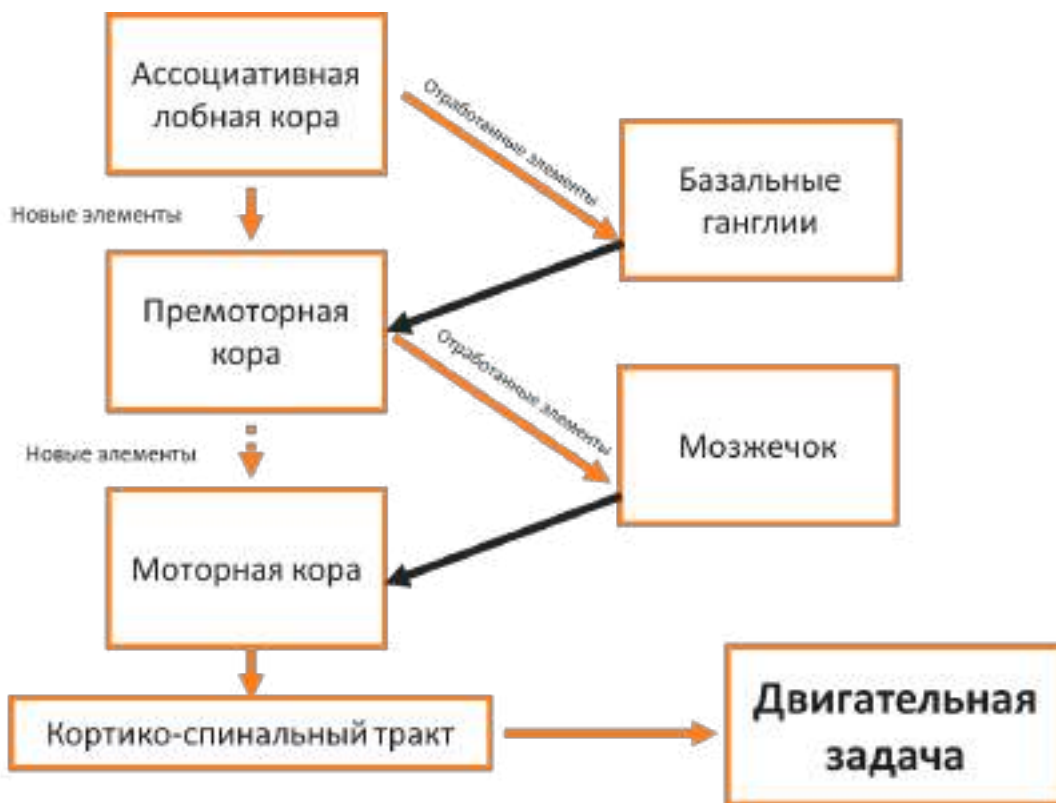 Ассоциативная
лобная кора
Отработанные элементы
Базальные
ганглии
Новые элементы
Премоторная
кора
Отработанные элементы
Мозжечок
Новые элементы
Моторная кора
Кортико-спинальный тракт
Двигательная
задача